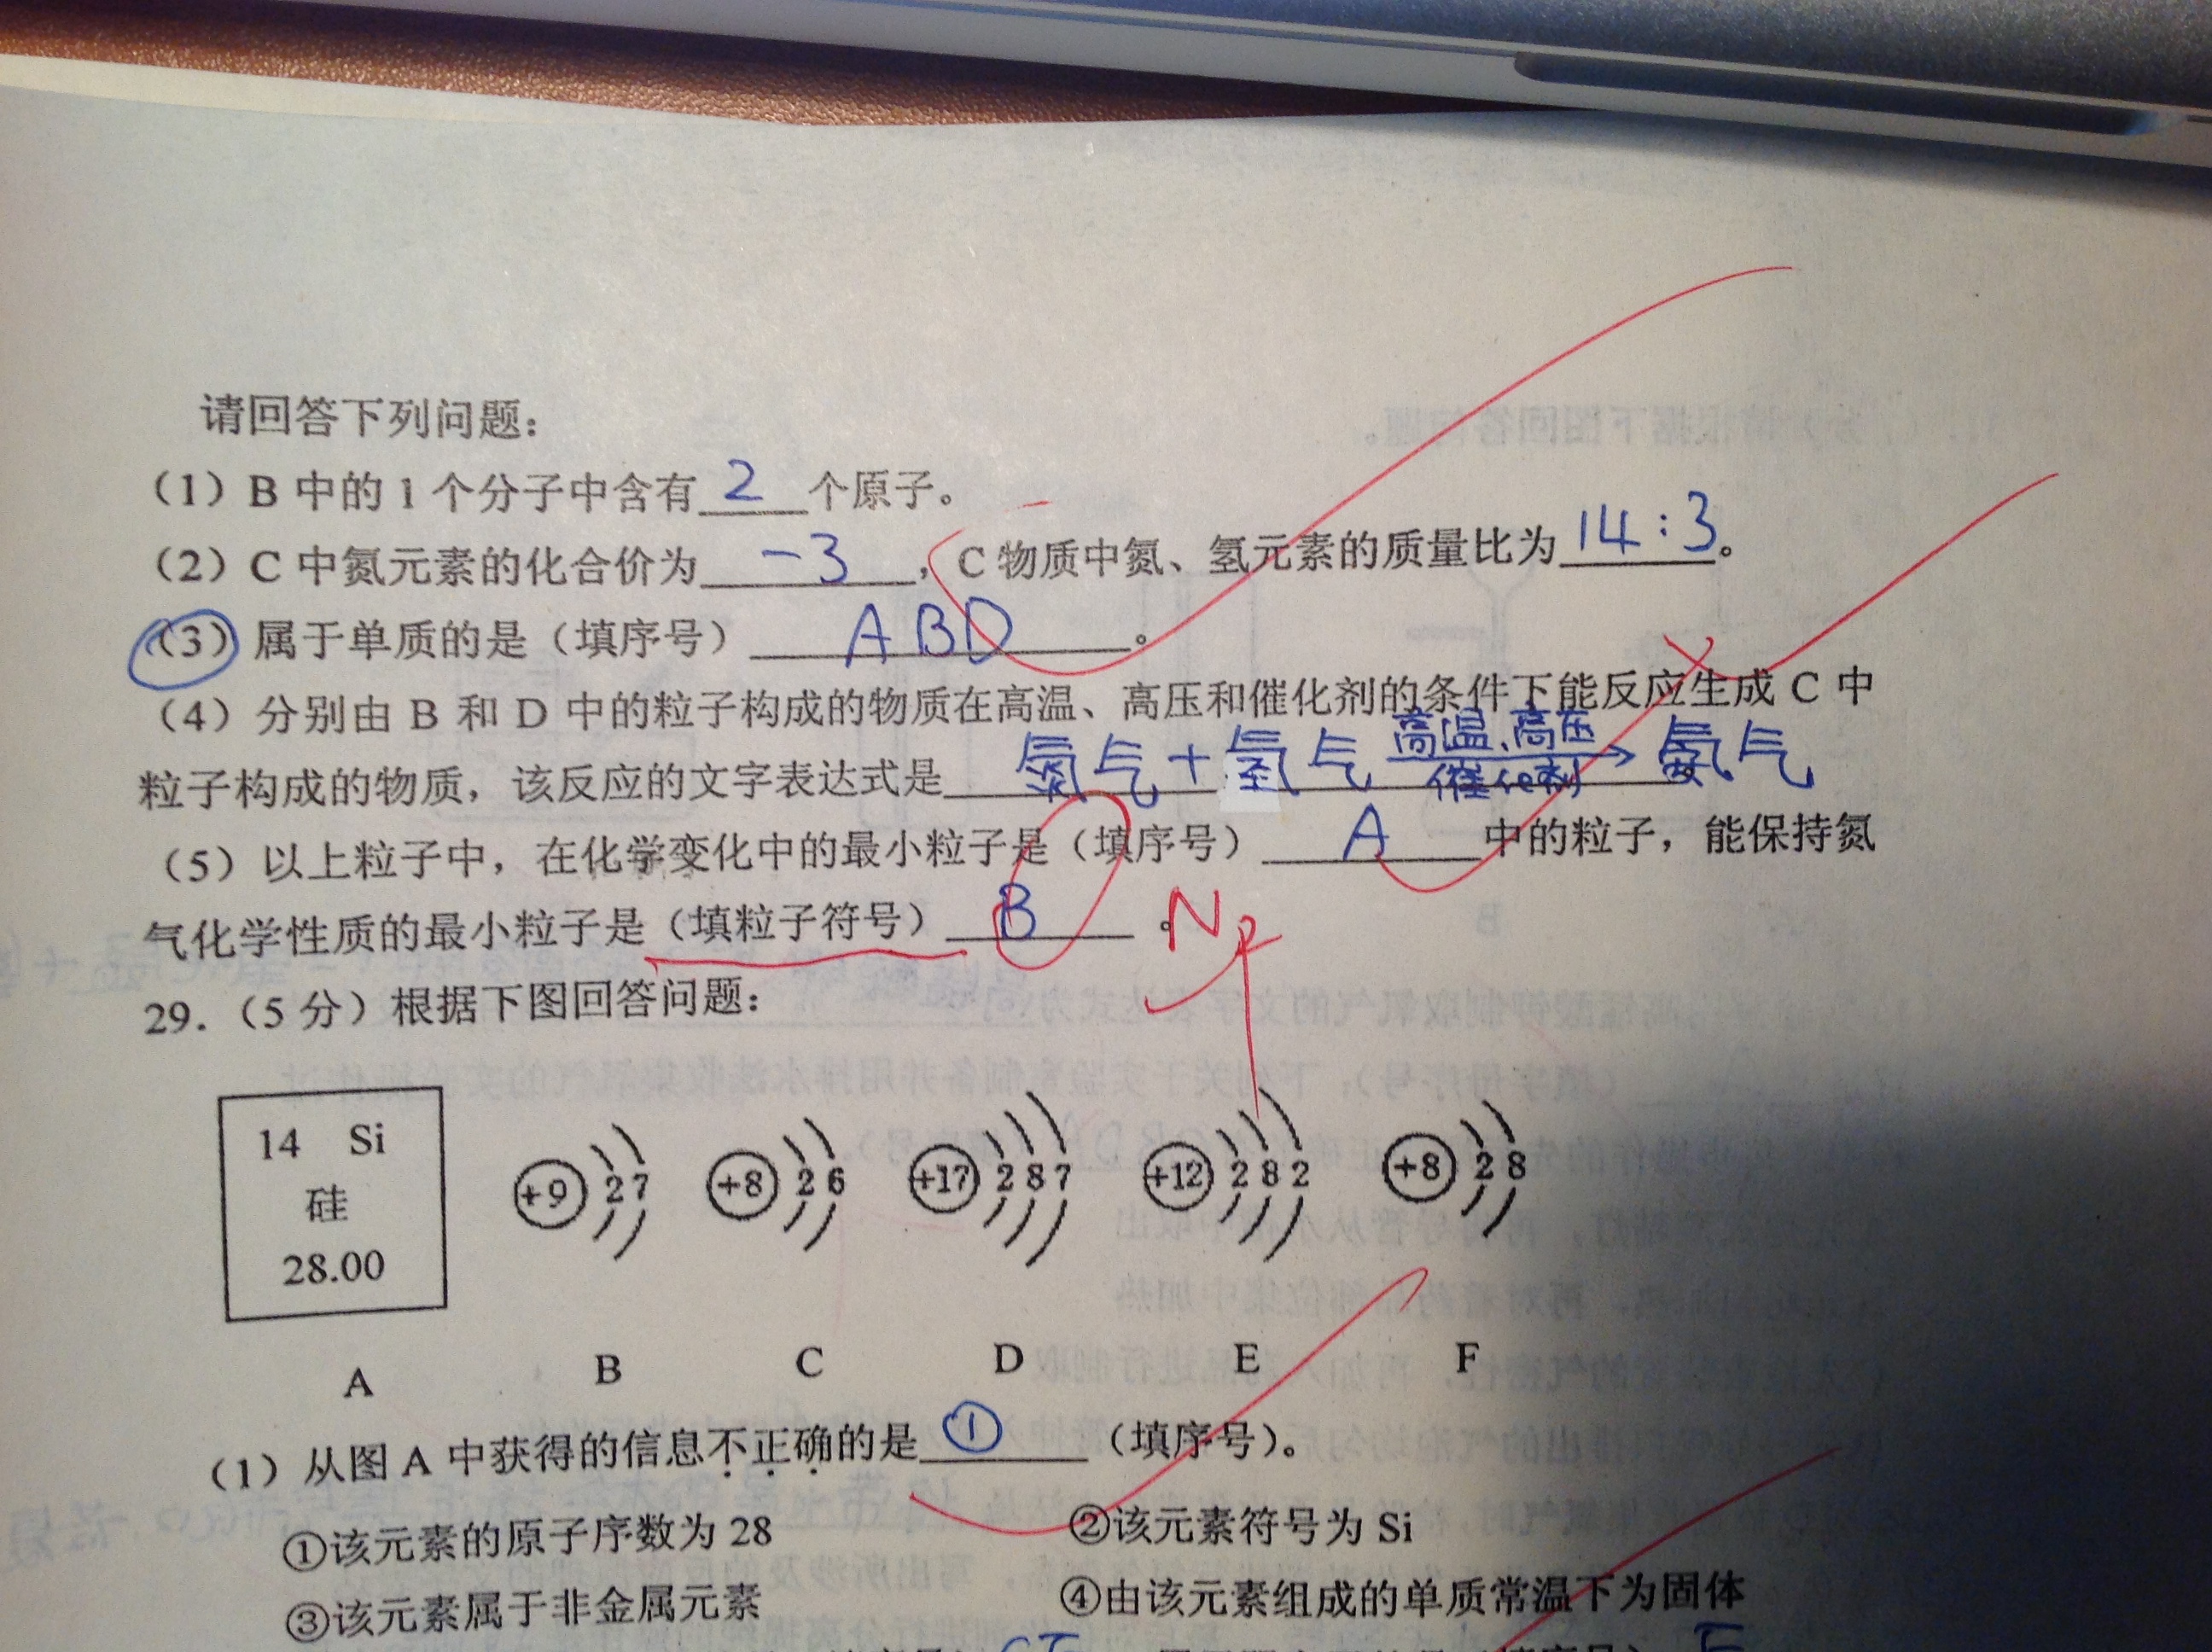 请回答下列问题：
（1）B 中的 1 个分子中含有 2 个原子。
（2）C 中氮元素的化合价为 -3 ，C 物质中氮、氢元素的质量比为 14:3。
（3）属于单质的是（填序号） ABD 。
（4）分别由 B 和 D 中的粒子构成的物质在高温、高压和催化剂的条件下能反应生成 C 中
高温、高压
粒子构成的物质，该反应的文字表达式是 氮气+氢气 → 氨气
催化剂
（5）以上粒子中，在化学变化中的最小粒子是（填序号） A 中的粒子，能保持氮
气化学性质的最小粒子是（填粒子符号） B 。 N2
29.（5 分）根据下图回答问题：
14 Si
硅
28.00
+9 2 7
+8 2 6
+17 2 8 7
+12 2 8 2
+8 2 8
A B C D E F
（1）从图 A 中获得的信息不正确的是 ① （填序号）。
①该元素的原子序数为 28 ②该元素符号为 Si
③该元素属于非金属元素 ④由该元素组成的单质常温下为固体